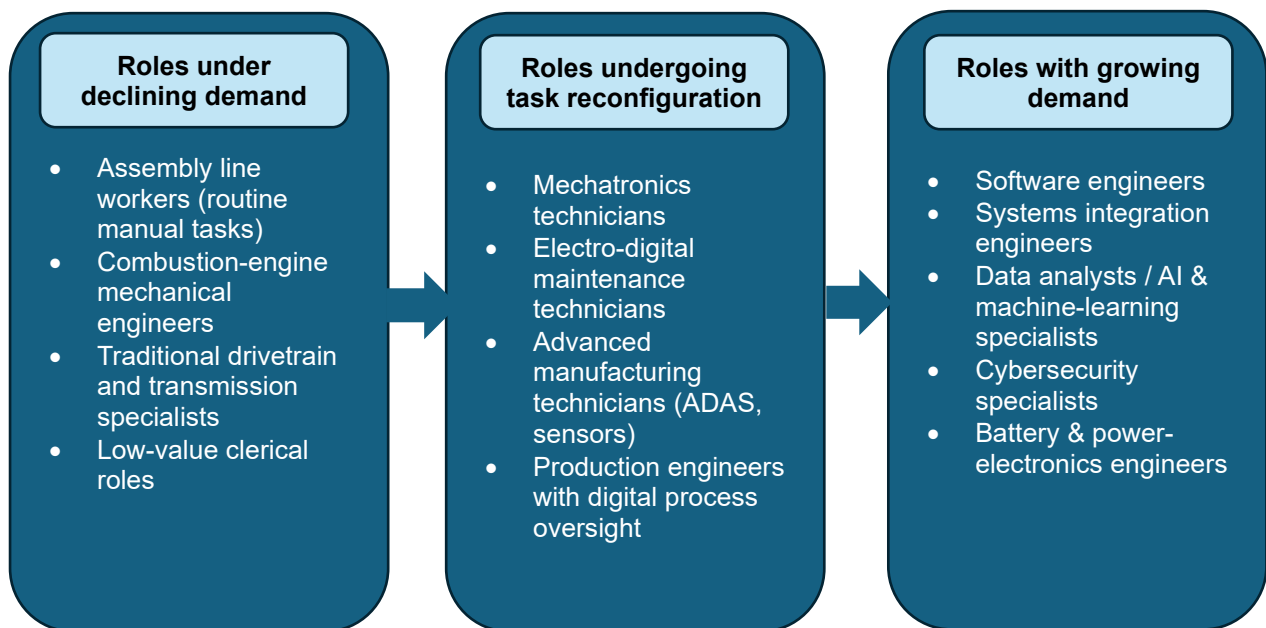 Roles under
declining demand
• Assembly line
workers (routine
manual tasks)
• Combustion-engine
mechanical
engineers
• Traditional drivetrain
and transmission
specialists
• Low-value clerical
roles
Roles undergoing
task reconfiguration
• Mechatronics
technicians
• Electro-digital
maintenance
technicians
• Advanced
manufacturing
technicians (ADAS,
sensors)
• Production engineers
with digital process
oversight
Roles with growing
demand
• Software engineers
• Systems integration
engineers
• Data analysts / AI &
machine-learning
specialists
• Cybersecurity
specialists
• Battery & power-
electronics engineers